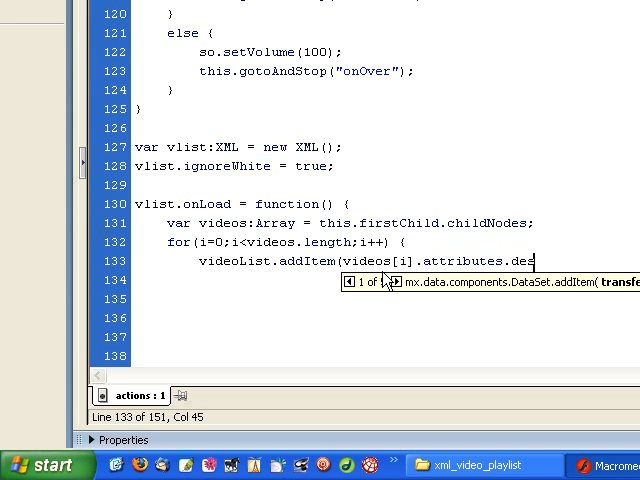 120 }
121 else {
122 so.setVolume(100);
123 this.gotoAndStop("onOver");
124 }
125 }
126
127 var vlist:XML = new XML();
128 vlist.ignoreWhite = true;
129
130 vlist.onLoad = function() {
131 var videos:Array = this.firstChild.childNodes;
132 for(i=0;i<videos.length;i++) {
133 videoList.addItem(videos[i].attributes.des
134 1 of mx.data.components.DataSet.addItem( transfe
135
136
137
138
actions : 1
Line 133 of 151, Col 45
Properties
start » xml_video_playlist Macromed